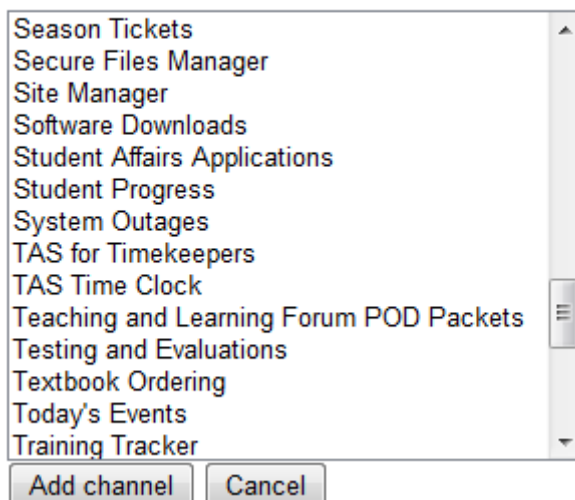 Season Tickets
Secure Files Manager
Site Manager
Software Downloads
Student Affairs Applications
Student Progress
System Outages
TAS for Timekeepers
TAS Time Clock
Teaching and Learning Forum POD Packets
Testing and Evaluations
Textbook Ordering
Today's Events
Training Tracker
Add channel Cancel